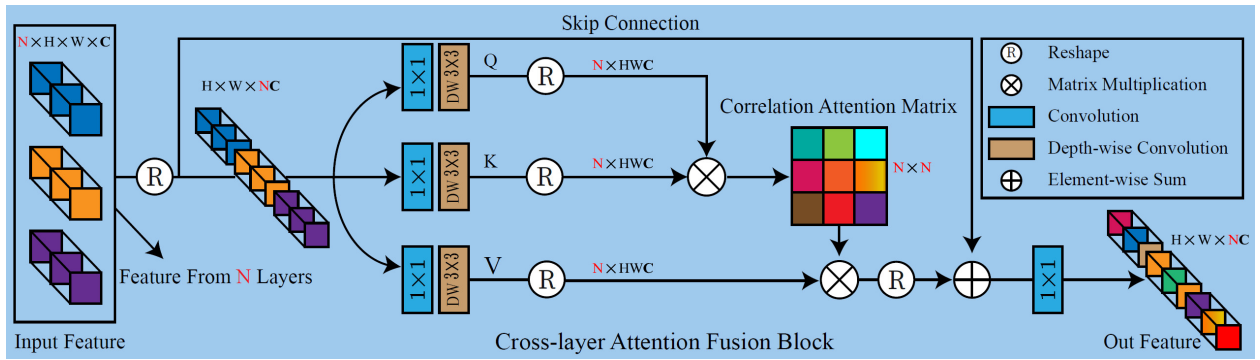 Skip Connection
N×H×W×C
H×W×NC
1×1
DW 3X3
Q
R
N×HWC
Correlation Attention Matrix
R
1×1
DW 3X3
K
R
N×HWC
N×N
Feature From N Layers
1×1
DW 3X3
V
R
N×HWC
R
1×1
H×W×NC
Input Feature
Cross-layer Attention Fusion Block
Out Feature
R
Reshape
Matrix Multiplication
Convolution
Depth-wise Convolution
Element-wise Sum